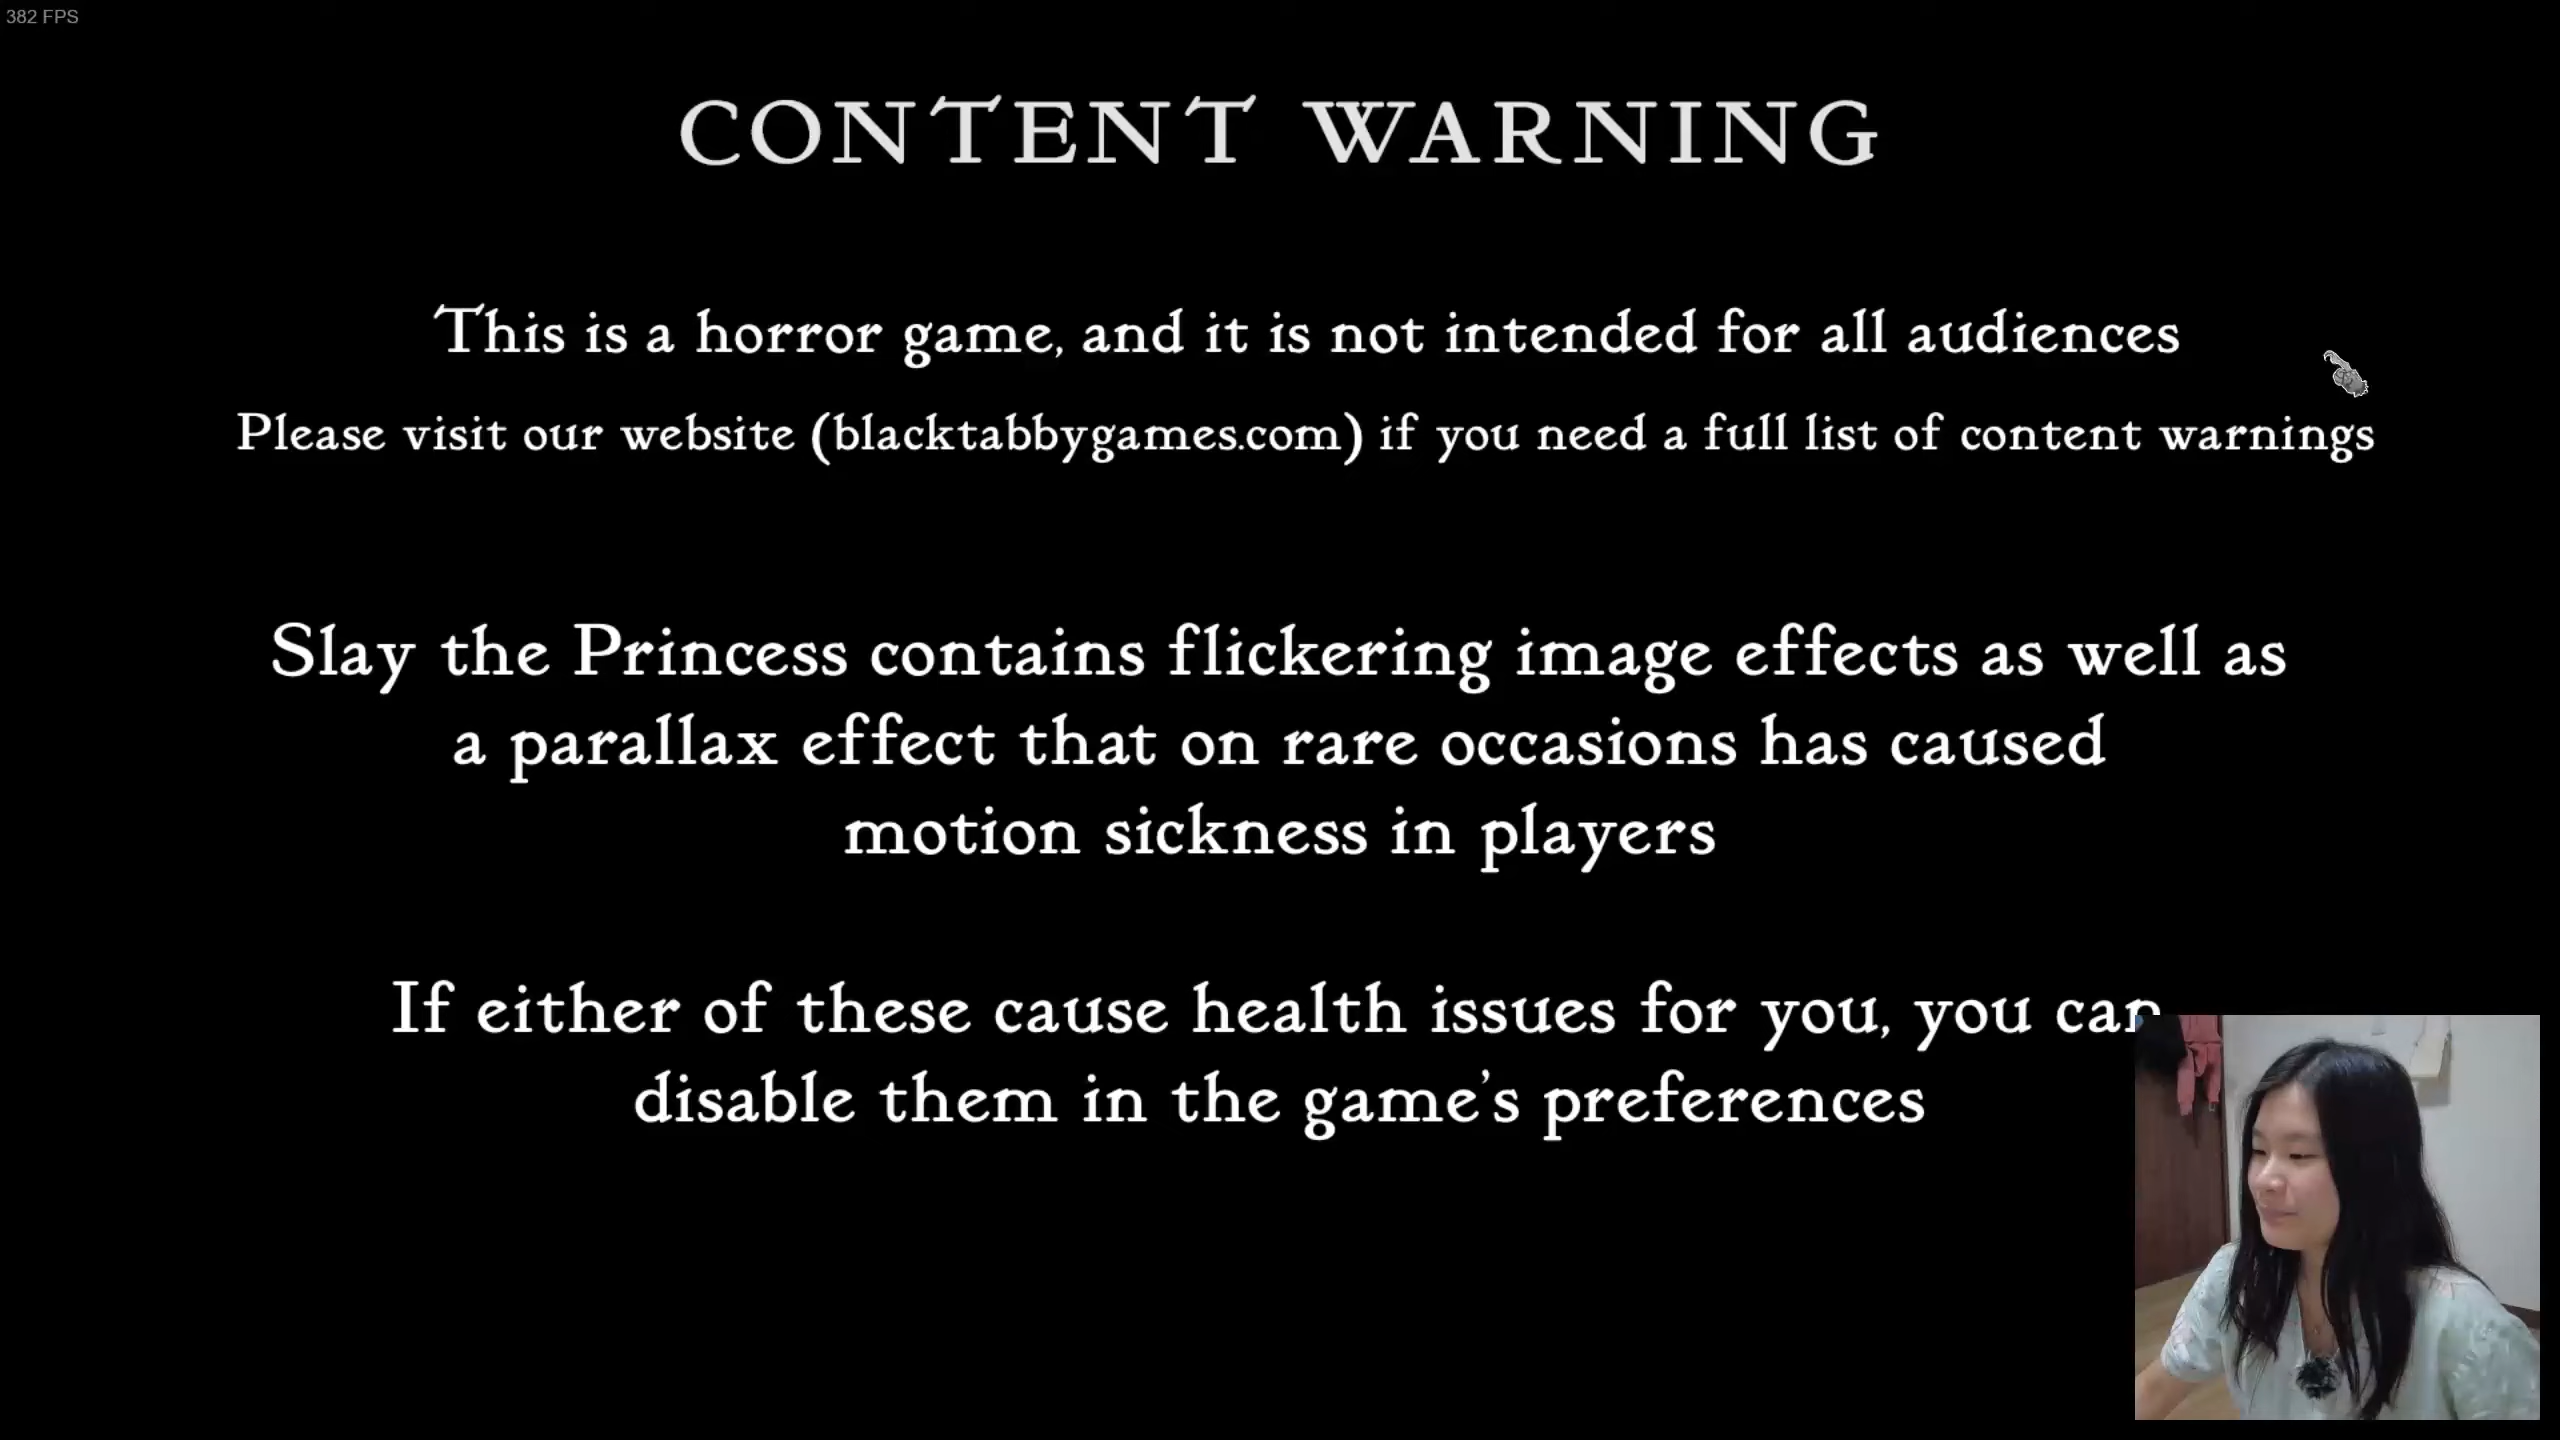 382 FPS
CONTENT WARNING
This is a horror game, and it is not intended for all audiences
Please visit our website (blacktabbygames.com) if you need a full list of content warnings
Slay the Princess contains flickering image effects as well as
a parallax effect that on rare occasions has caused
motion sickness in players
If either of these cause health issues for you, you can
disable them in the game's preferences